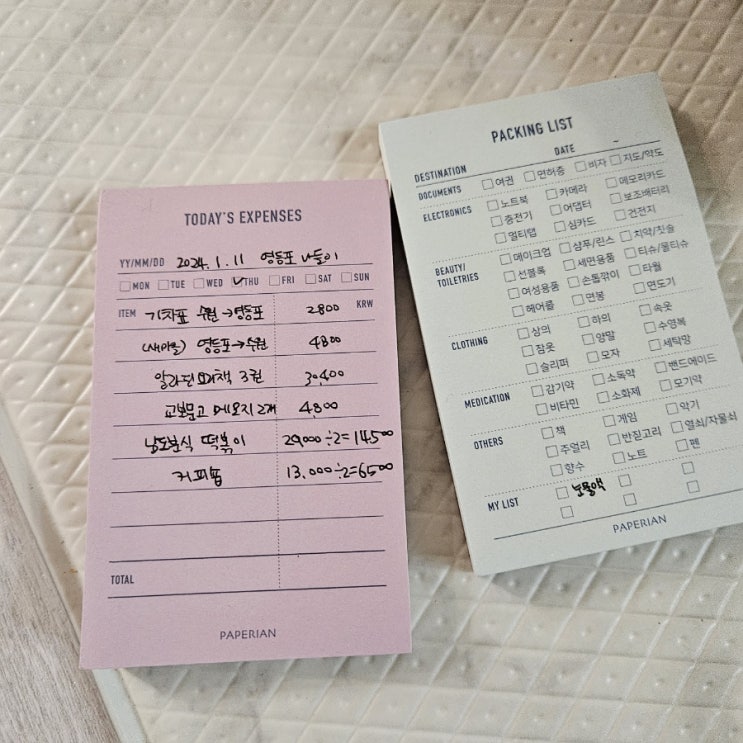 TODAY'S EXPENSES
YY/MM/DD 2024. 1. 11 영등포 나들이
MON TUE WED THU FRI SAT SUN
ITEM 기차표 수원→영등포 2800 KRW
(새마을) 영등포→수원 4800
알라딘 책 3권 30400
교보문고 메모지 2개 4800
남도분식 떡볶이 29,000÷2=14500
커피 13,000÷2=6500
TOTAL
PAPERIAN
PACKING LIST
DESTINATION DATE
DOCUMENTS 여권 면허증 비자 지도/약도
ELECTRONICS 노트북 카메라 메모리카드
충전기 어댑터 보조배터리
멀티탭 심카드 건전지
BEAUTY/TOILETRIES 메이크업 샴푸/린스 치약/칫솔
선블록 세면용품 티슈/물티슈
여성용품 손톱깎이 타월
헤어롤 면봉 면도기
CLOTHING 상의 하의 속옷
잠옷 양말 수영복
슬리퍼 모자 세탁망
MEDICATION 감기약 소독약 밴드에이드
비타민 소화제 모기약
OTHERS 책 게임 악기
주얼리 반짇고리 열쇠/자물쇠
향수 노트 펜
MY LIST 보풀액
PAPERIAN